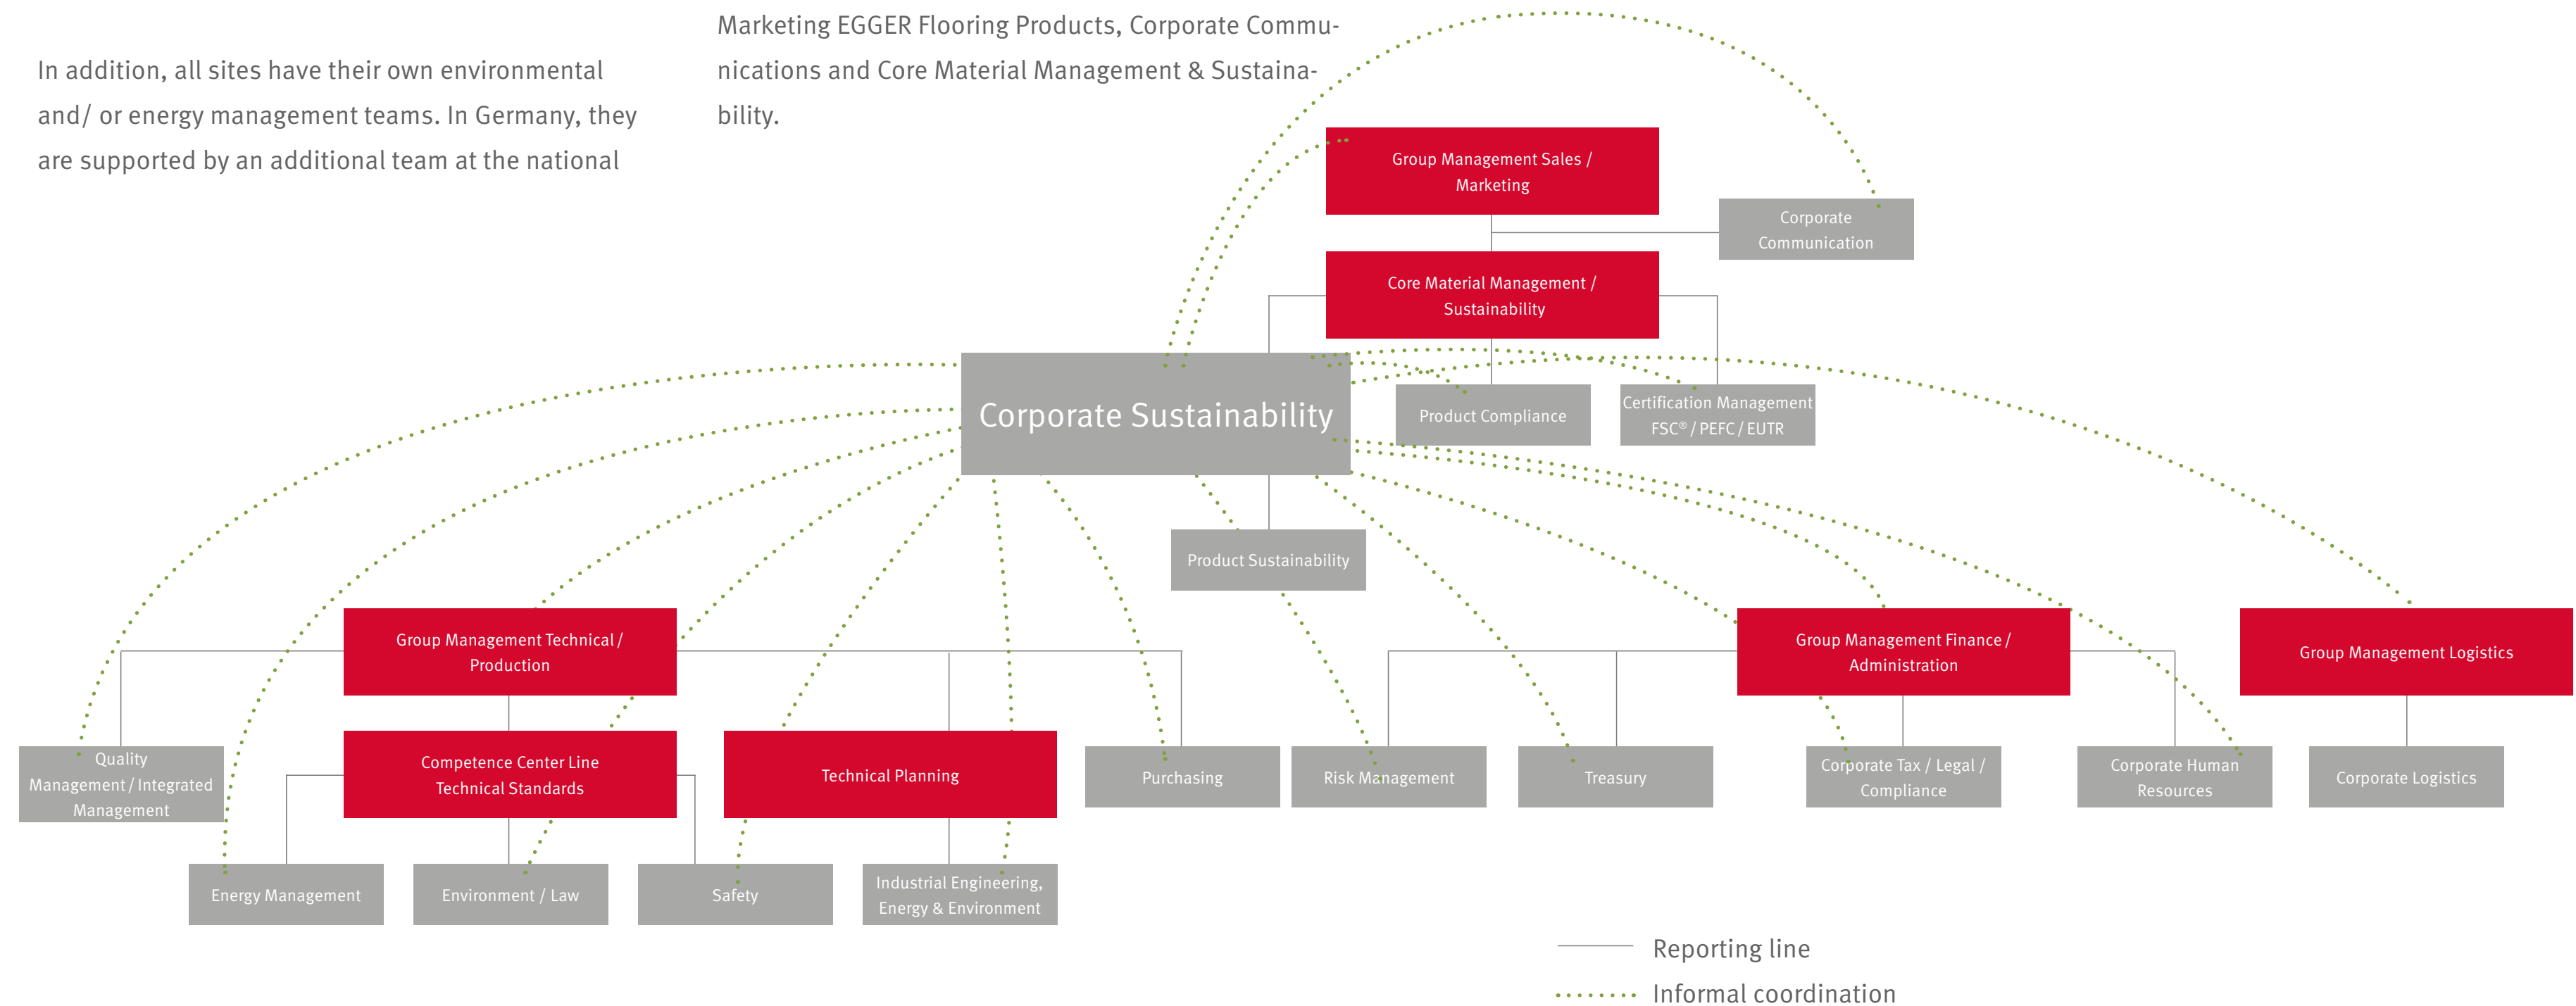 In addition, all sites have their own environmental
and/ or energy management teams. In Germany, they
are supported by an additional team at the national
Marketing EGGER Flooring Products, Corporate Commu-
nications and Core Material Management & Sustaina-
bility.
Group Management Sales /
Marketing
Corporate
Communication
Core Material Management /
Sustainability
Corporate Sustainability
Product Compliance
Certification Management
FSC® / PEFC / EUTR
Product Sustainability
Group Management Technical /
Production
Group Management Finance /
Administration
Group Management Logistics
Quality
Management / Integrated
Management
Competence Center Line
Technical Standards
Technical Planning
Purchasing
Risk Management
Treasury
Corporate Tax / Legal /
Compliance
Corporate Human
Resources
Corporate Logistics
Energy Management
Environment / Law
Safety
Industrial Engineering,
Energy & Environment
Reporting line
Informal coordination